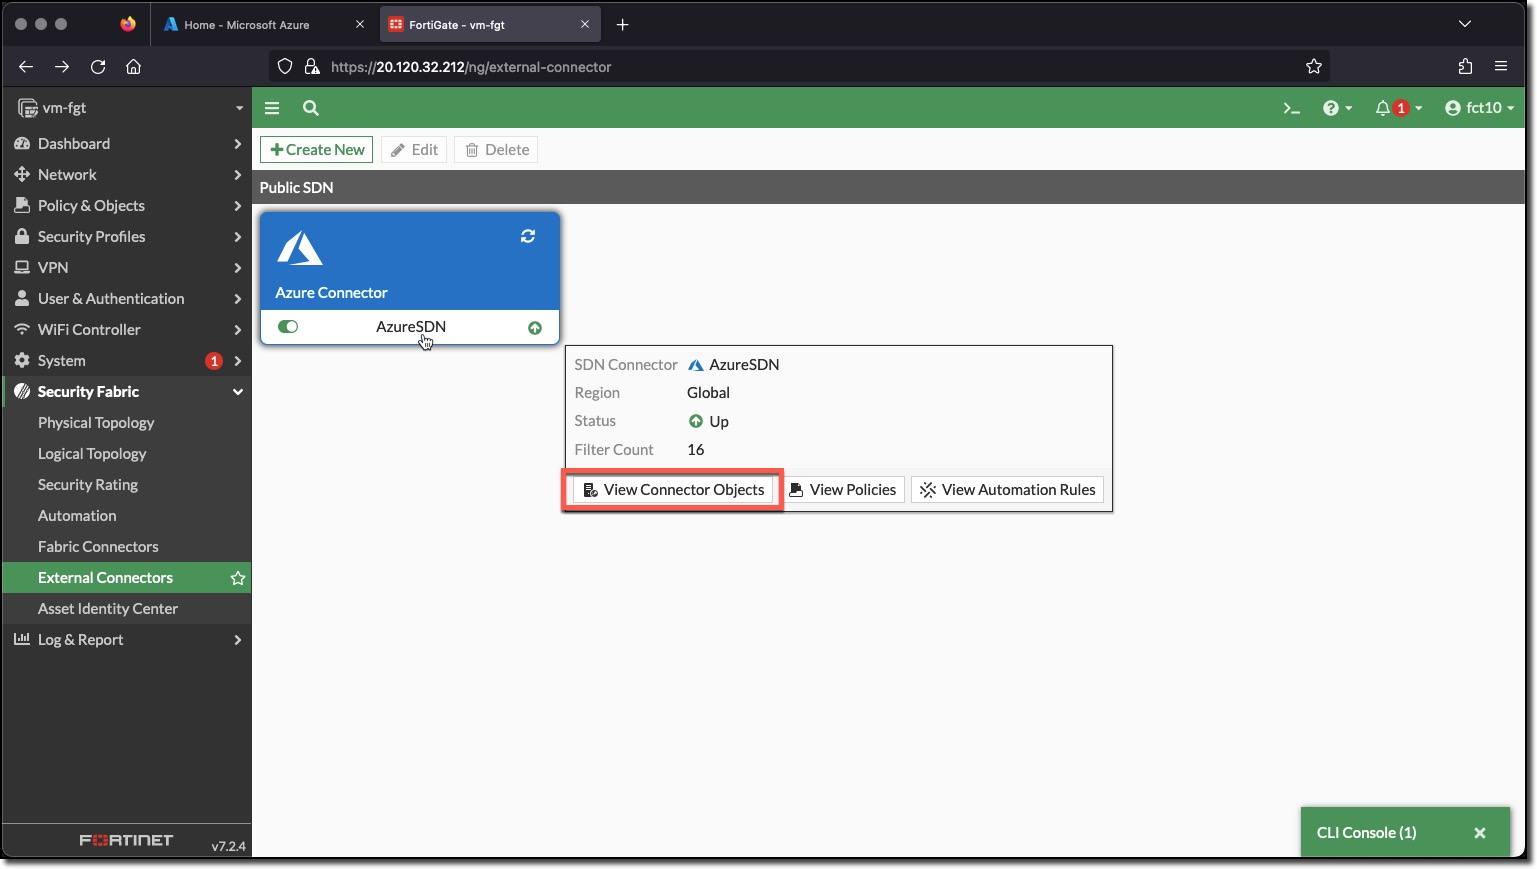 Home - Microsoft Azure
FortiGate - vm-fgt
https://20.120.32.212/ng/external-connector
vm-fgt
1
fct10
Dashboard
Network
Policy & Objects
Security Profiles
VPN
User & Authentication
WiFi Controller
System 1
Security Fabric
Physical Topology
Logical Topology
Security Rating
Automation
Fabric Connectors
External Connectors
Asset Identity Center
Log & Report
FORTINET v7.2.4
Create New Edit Delete
Public SDN
Azure Connector
AzureSDN
SDN Connector AzureSDN
Region Global
Status Up
Filter Count 16
View Connector Objects View Policies View Automation Rules
CLI Console (1)